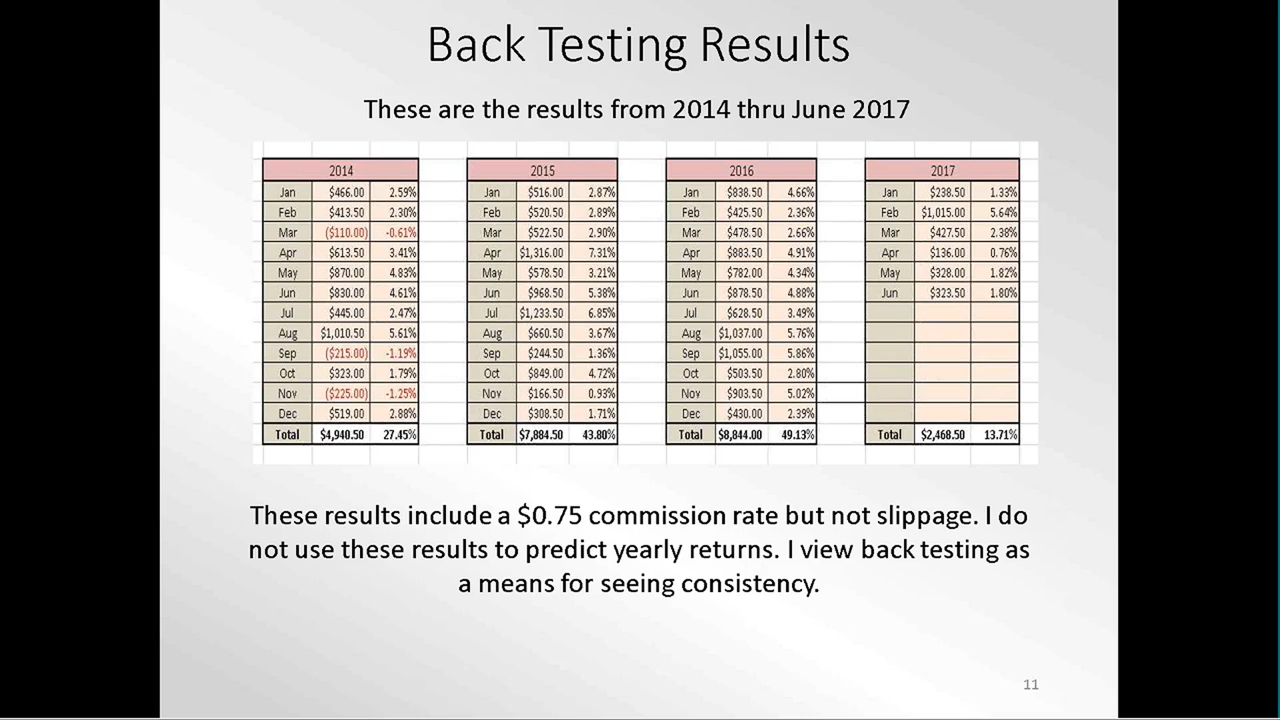 Back Testing Results
These are the results from 2014 thru June 2017
2014 2015 2016 2017
Jan $466.00 2.59% Jan $516.00 2.87% Jan $838.50 4.66% Jan $238.50 1.33%
Feb $413.50 2.30% Feb $520.50 2.89% Feb $425.50 2.36% Feb $1,015.00 5.64%
Mar ($110.00) -0.61% Mar $522.50 2.90% Mar $478.50 2.66% Mar $427.50 2.38%
Apr $613.50 3.41% Apr $1,316.00 7.31% Apr $883.50 4.91% Apr $136.00 0.76%
May $870.00 4.83% May $578.50 3.21% May $782.00 4.34% May $328.00 1.82%
Jun $830.00 4.61% Jun $968.50 5.38% Jun $878.50 4.88% Jun $323.50 1.80%
Jul $445.00 2.47% Jul $1,233.50 6.85% Jul $628.50 3.49%
Aug $1,010.50 5.61% Aug $660.50 3.67% Aug $1,037.00 5.76%
Sep ($215.00) -1.19% Sep $244.50 1.36% Sep $1,055.00 5.86%
Oct $323.00 1.79% Oct $849.00 4.72% Oct $503.50 2.80%
Nov ($225.00) -1.25% Nov $166.50 0.93% Nov $903.50 5.02%
Dec $519.00 2.88% Dec $308.50 1.71% Dec $430.00 2.39%
Total $4,940.50 27.45% Total $7,884.50 43.80% Total $8,844.00 49.13% Total $2,468.50 13.71%
These results include a $0.75 commission rate but not slippage. I do
not use these results to predict yearly returns. I view back testing as
a means for seeing consistency.
11